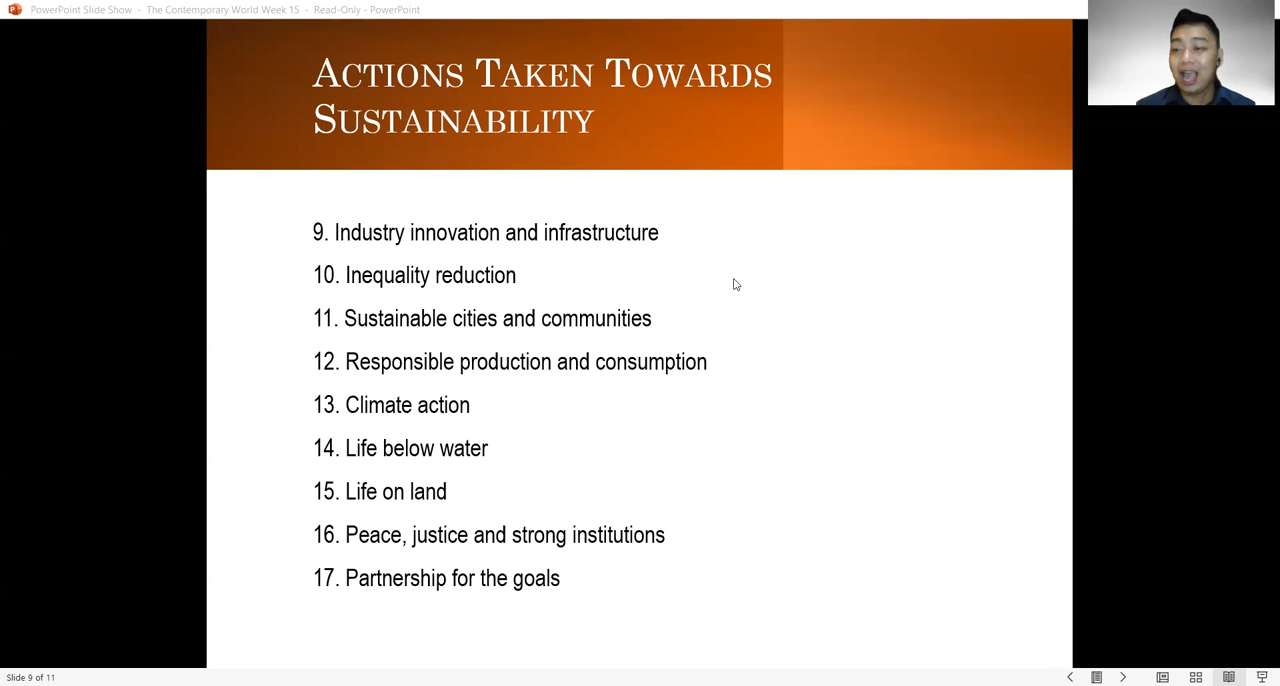 PowerPoint Slide Show - The Contemporary World Week 15 - Read-Only - PowerPoint
ACTIONS TAKEN TOWARDS
SUSTAINABILITY
9. Industry innovation and infrastructure
10. Inequality reduction
11. Sustainable cities and communities
12. Responsible production and consumption
13. Climate action
14. Life below water
15. Life on land
16. Peace, justice and strong institutions
17. Partnership for the goals
Slide 9 of 11